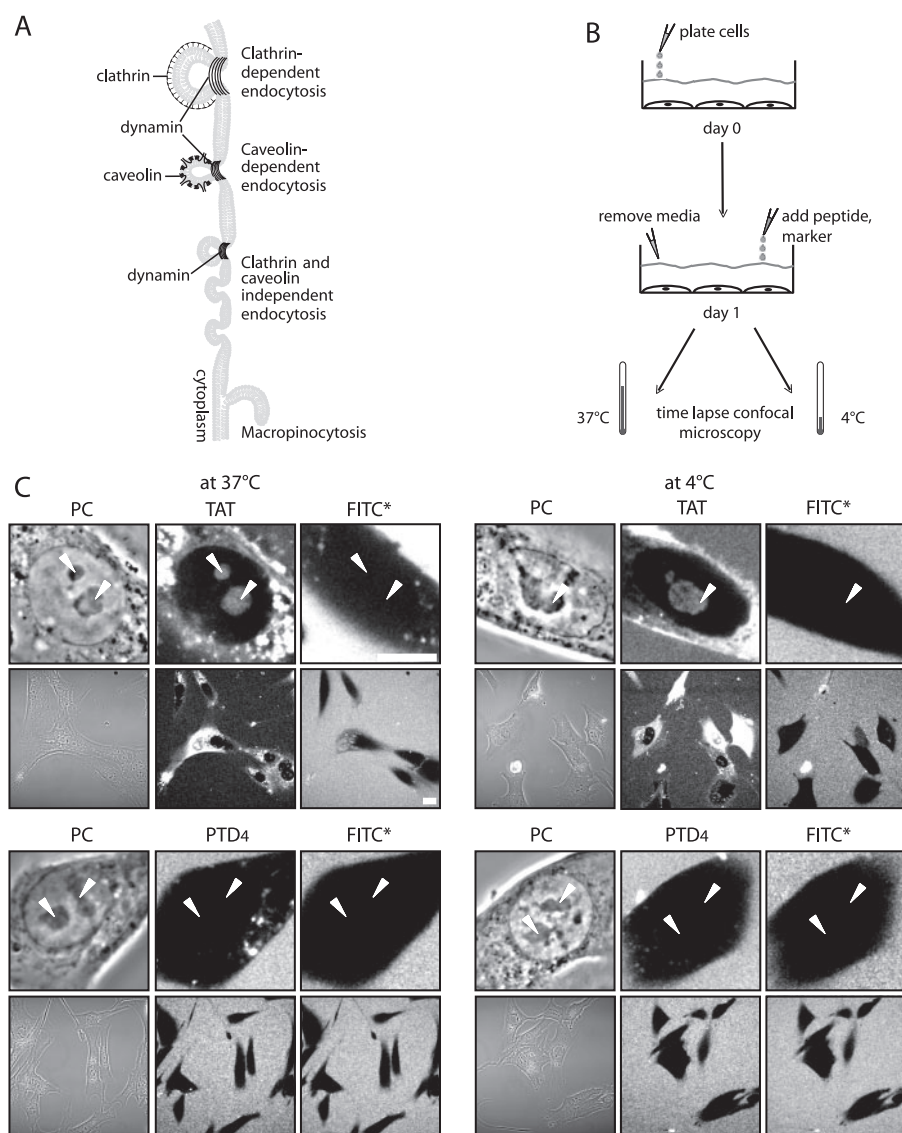 A
clathrin
Clathrin-
dependent
endocytosis
dynamin
Caveolin-
dependent
endocytosis
caveolin
dynamin
Clathrin and
caveolin
independent
endocytosis
cytoplasm
Macropinocytosis
B
plate cells
day 0
remove media
add peptide,
marker
day 1
37°C
time lapse confocal
microscopy
4°C
C
at 37°C
PC
TAT
FITC*
at 4°C
PC
TAT
FITC*
PC
PTD4
FITC*
PC
PTD4
FITC*